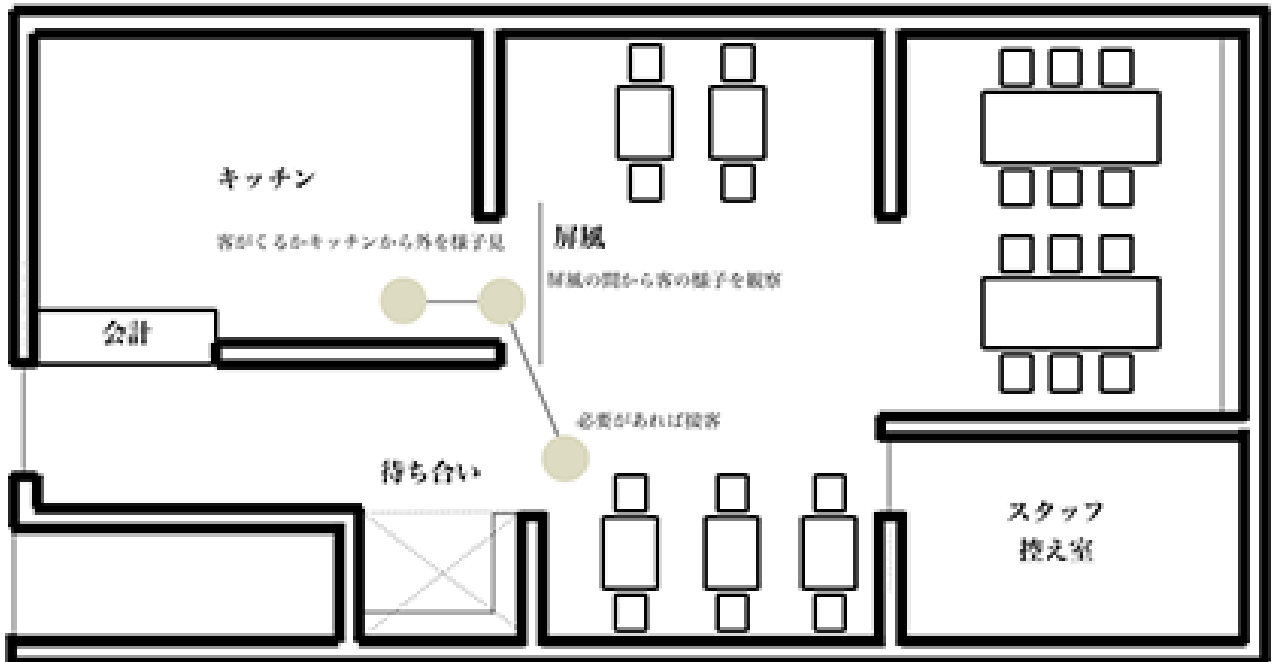 キッチン
客がくるかキッチンから外を様子見
屏風
屏風の間から客の様子を観察
会計
必要があれば接客
待ち合い
スタッフ
控え室